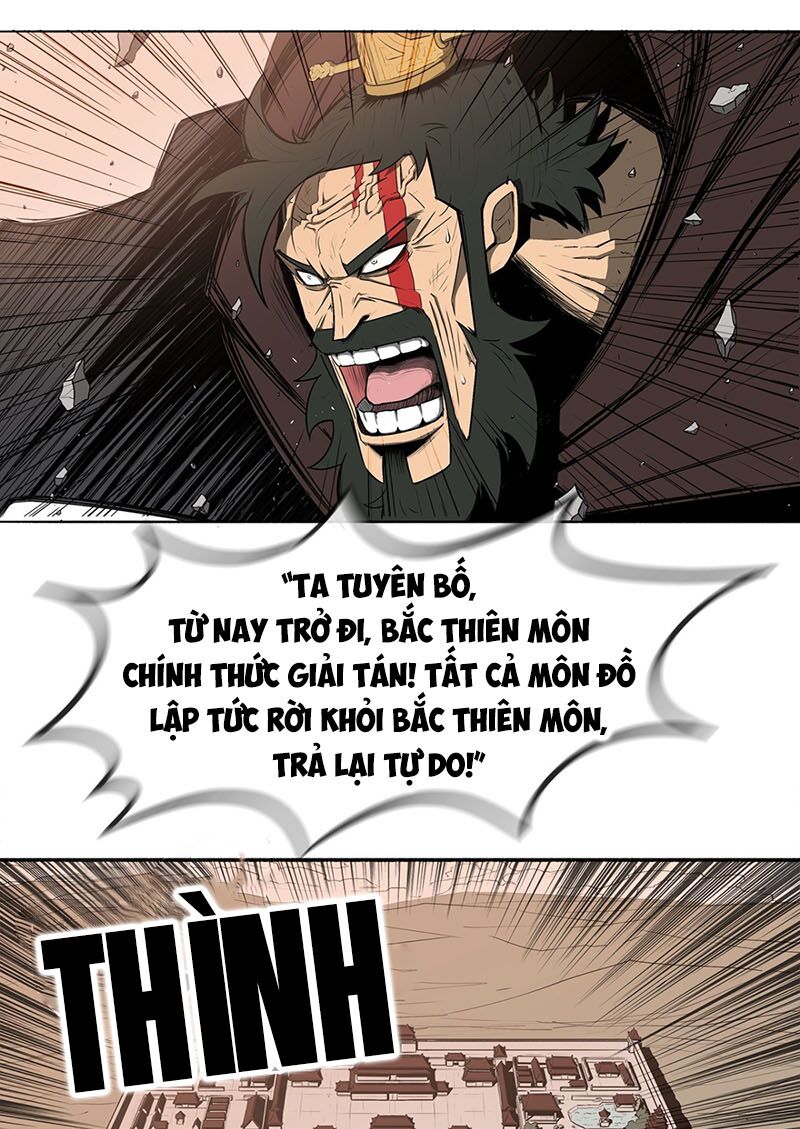 "TA TUYÊN BỐ,
TỪ NAY TRỞ ĐI, BẮC THIÊN MÔN
CHÍNH THỨC GIẢI TÁN! TẤT CẢ MÔN ĐỒ
LẬP TỨC RỜI KHỎI BẮC THIÊN MÔN,
TRẢ LẠI TỰ DO!"
THÌNH